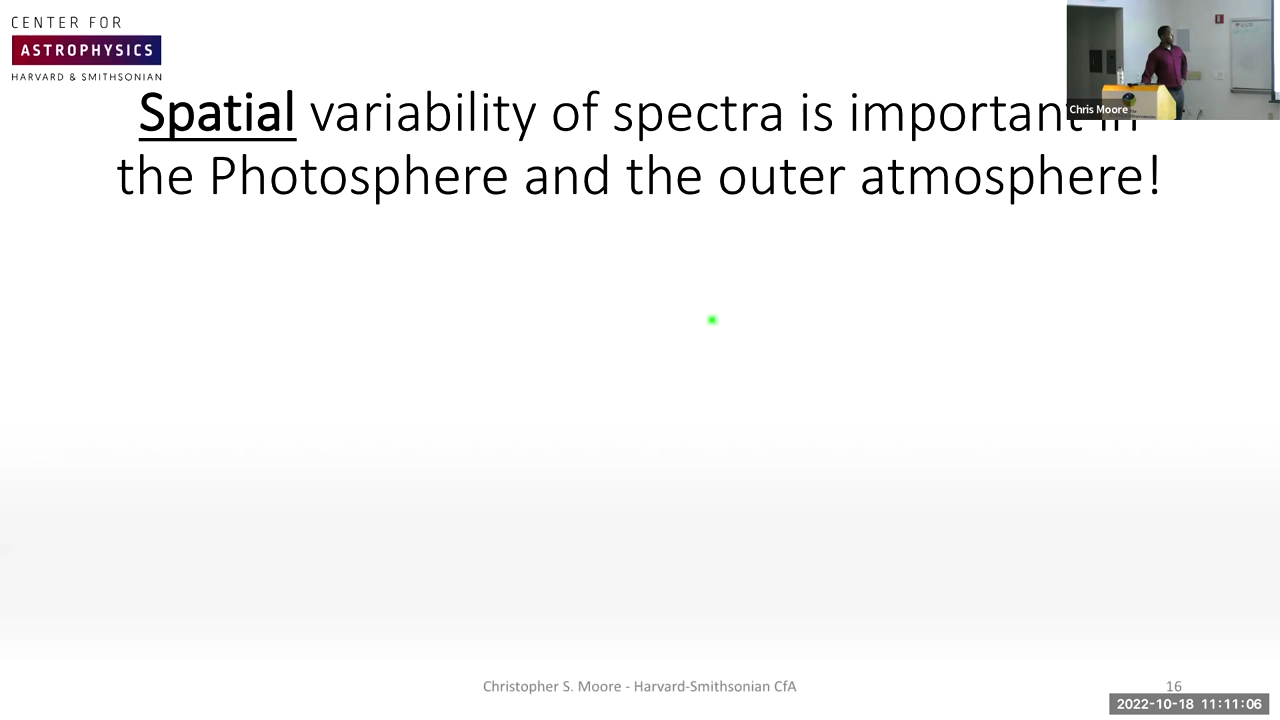 CENTER FOR
ASTROPHYSICS
HARVARD & SMITHSONIAN
Spatial variability of spectra is important in
the Photosphere and the outer atmosphere!
Chris Moore
Christopher S. Moore - Harvard-Smithsonian CfA
16
2022-10-18 11:11:06